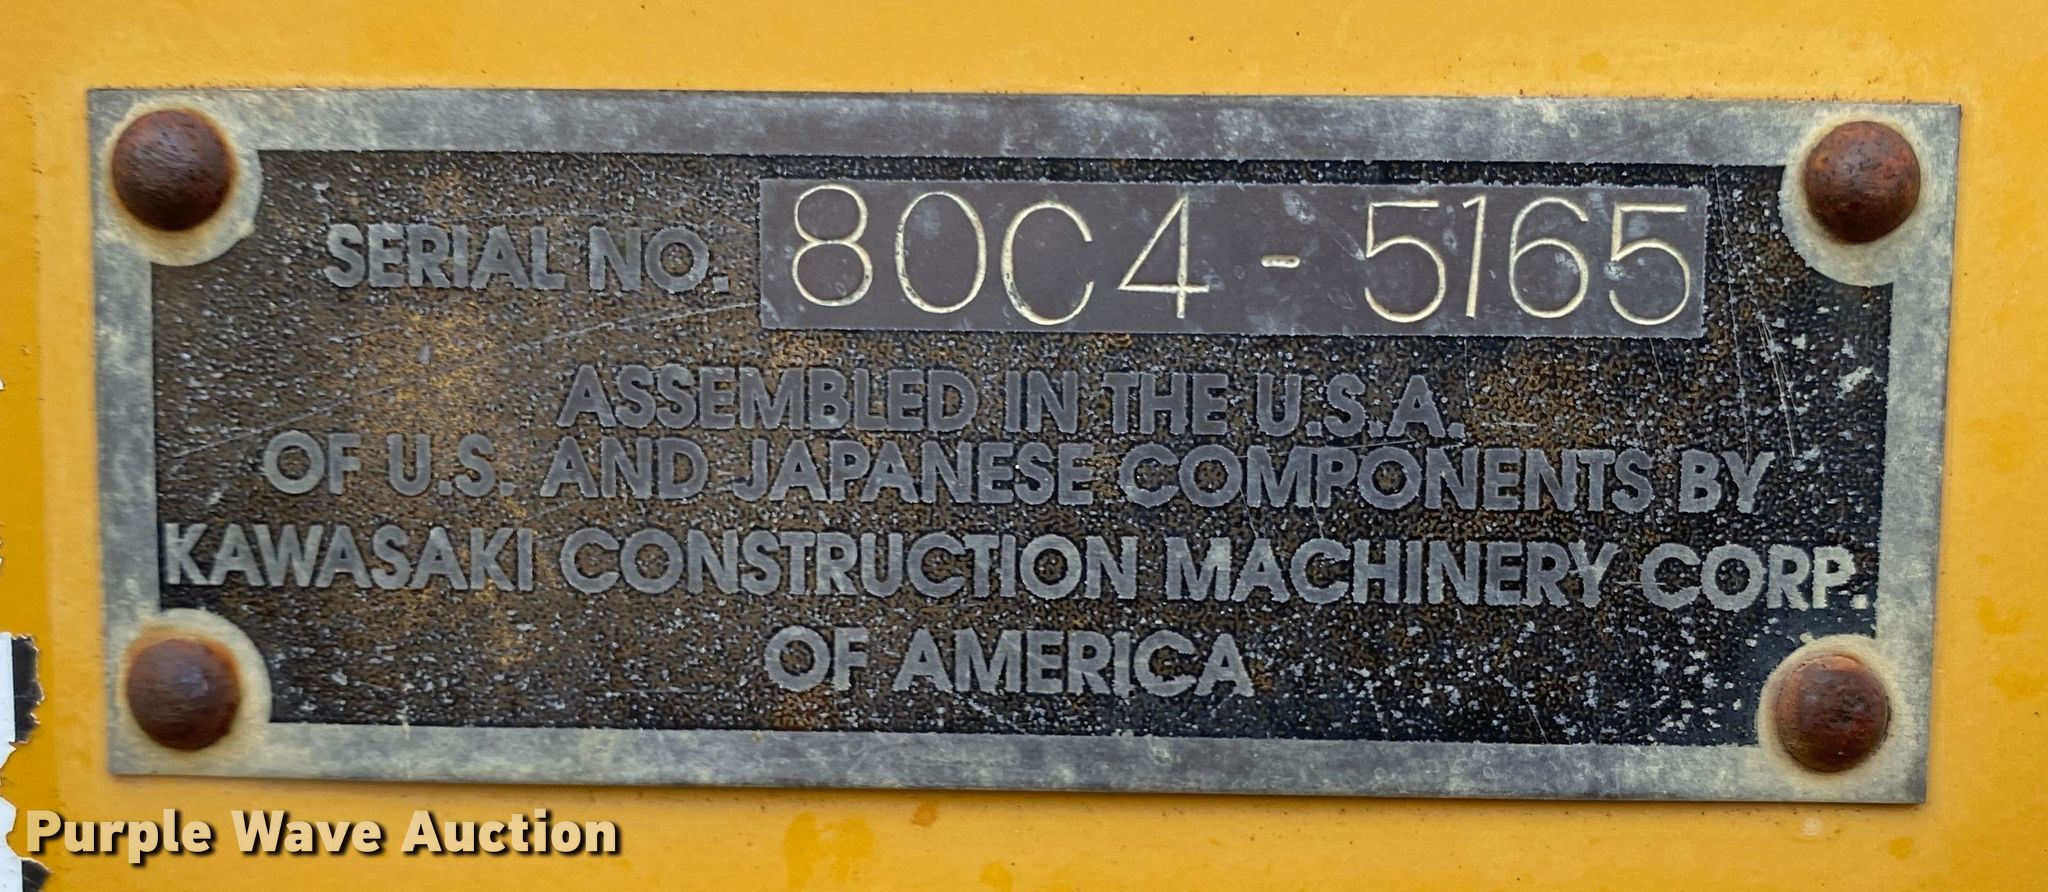 SERIAL NO. 80C4-5165
ASSEMBLED IN THE U.S.A.
OF U.S. AND JAPANESE COMPONENTS BY
KAWASAKI CONSTRUCTION MACHINERY CORP.
OF AMERICA
Purple Wave Auction